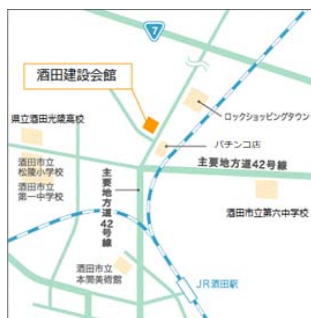 7
酒田建設会館
ロックショッピングタウン
県立酒田光陵高校
パチンコ店
酒田市立
松陵小学校
酒田市立
第一中学校
主要地方道42号線
主要地方道42号線
酒田市立第六中学校
酒田市立
本間美術館
JR酒田駅